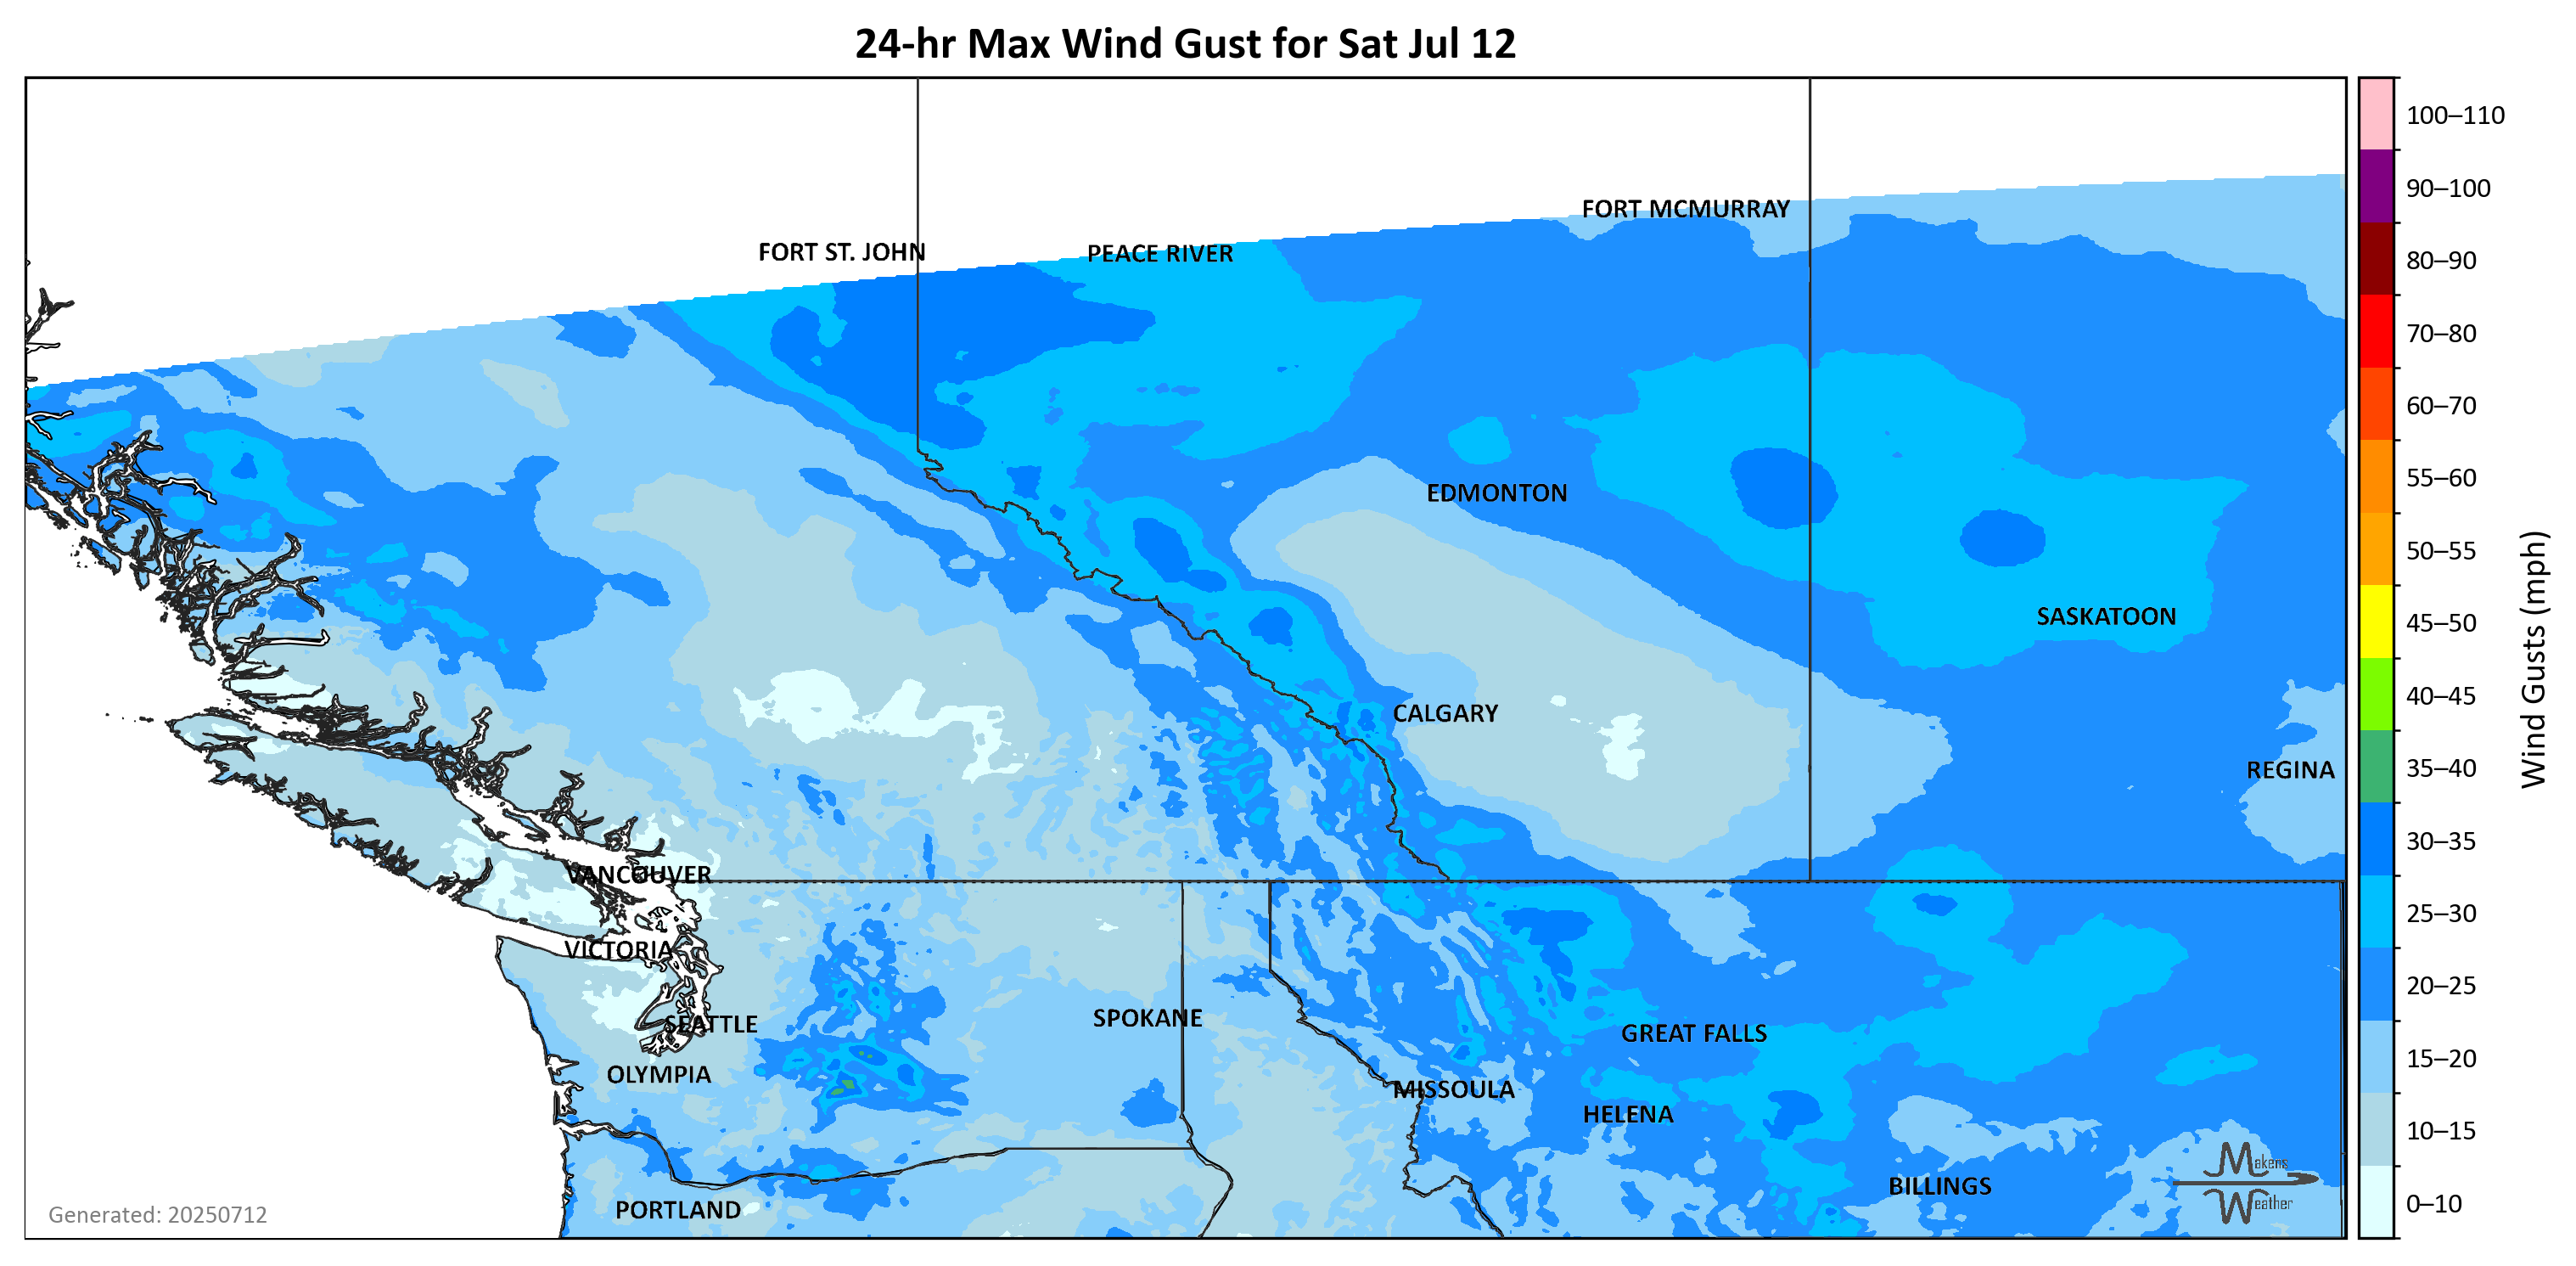 24-hr Max Wind Gust for Sat Jul 12
100–110
90–100
80–90
70–80
60–70
55–60
50–55
45–50
40–45
35–40
30–35
25–30
20–25
15–20
10–15
0–10
Wind Gusts (mph)
FORT MCMURRAY
FORT ST. JOHN
PEACE RIVER
EDMONTON
SASKATOON
CALGARY
REGINA
VANCOUVER
VICTORIA
SEATTLE
SPOKANE
GREAT FALLS
OLYMPIA
MISSOULA
HELENA
BILLINGS
PORTLAND
Makens
Weather
Generated: 20250712